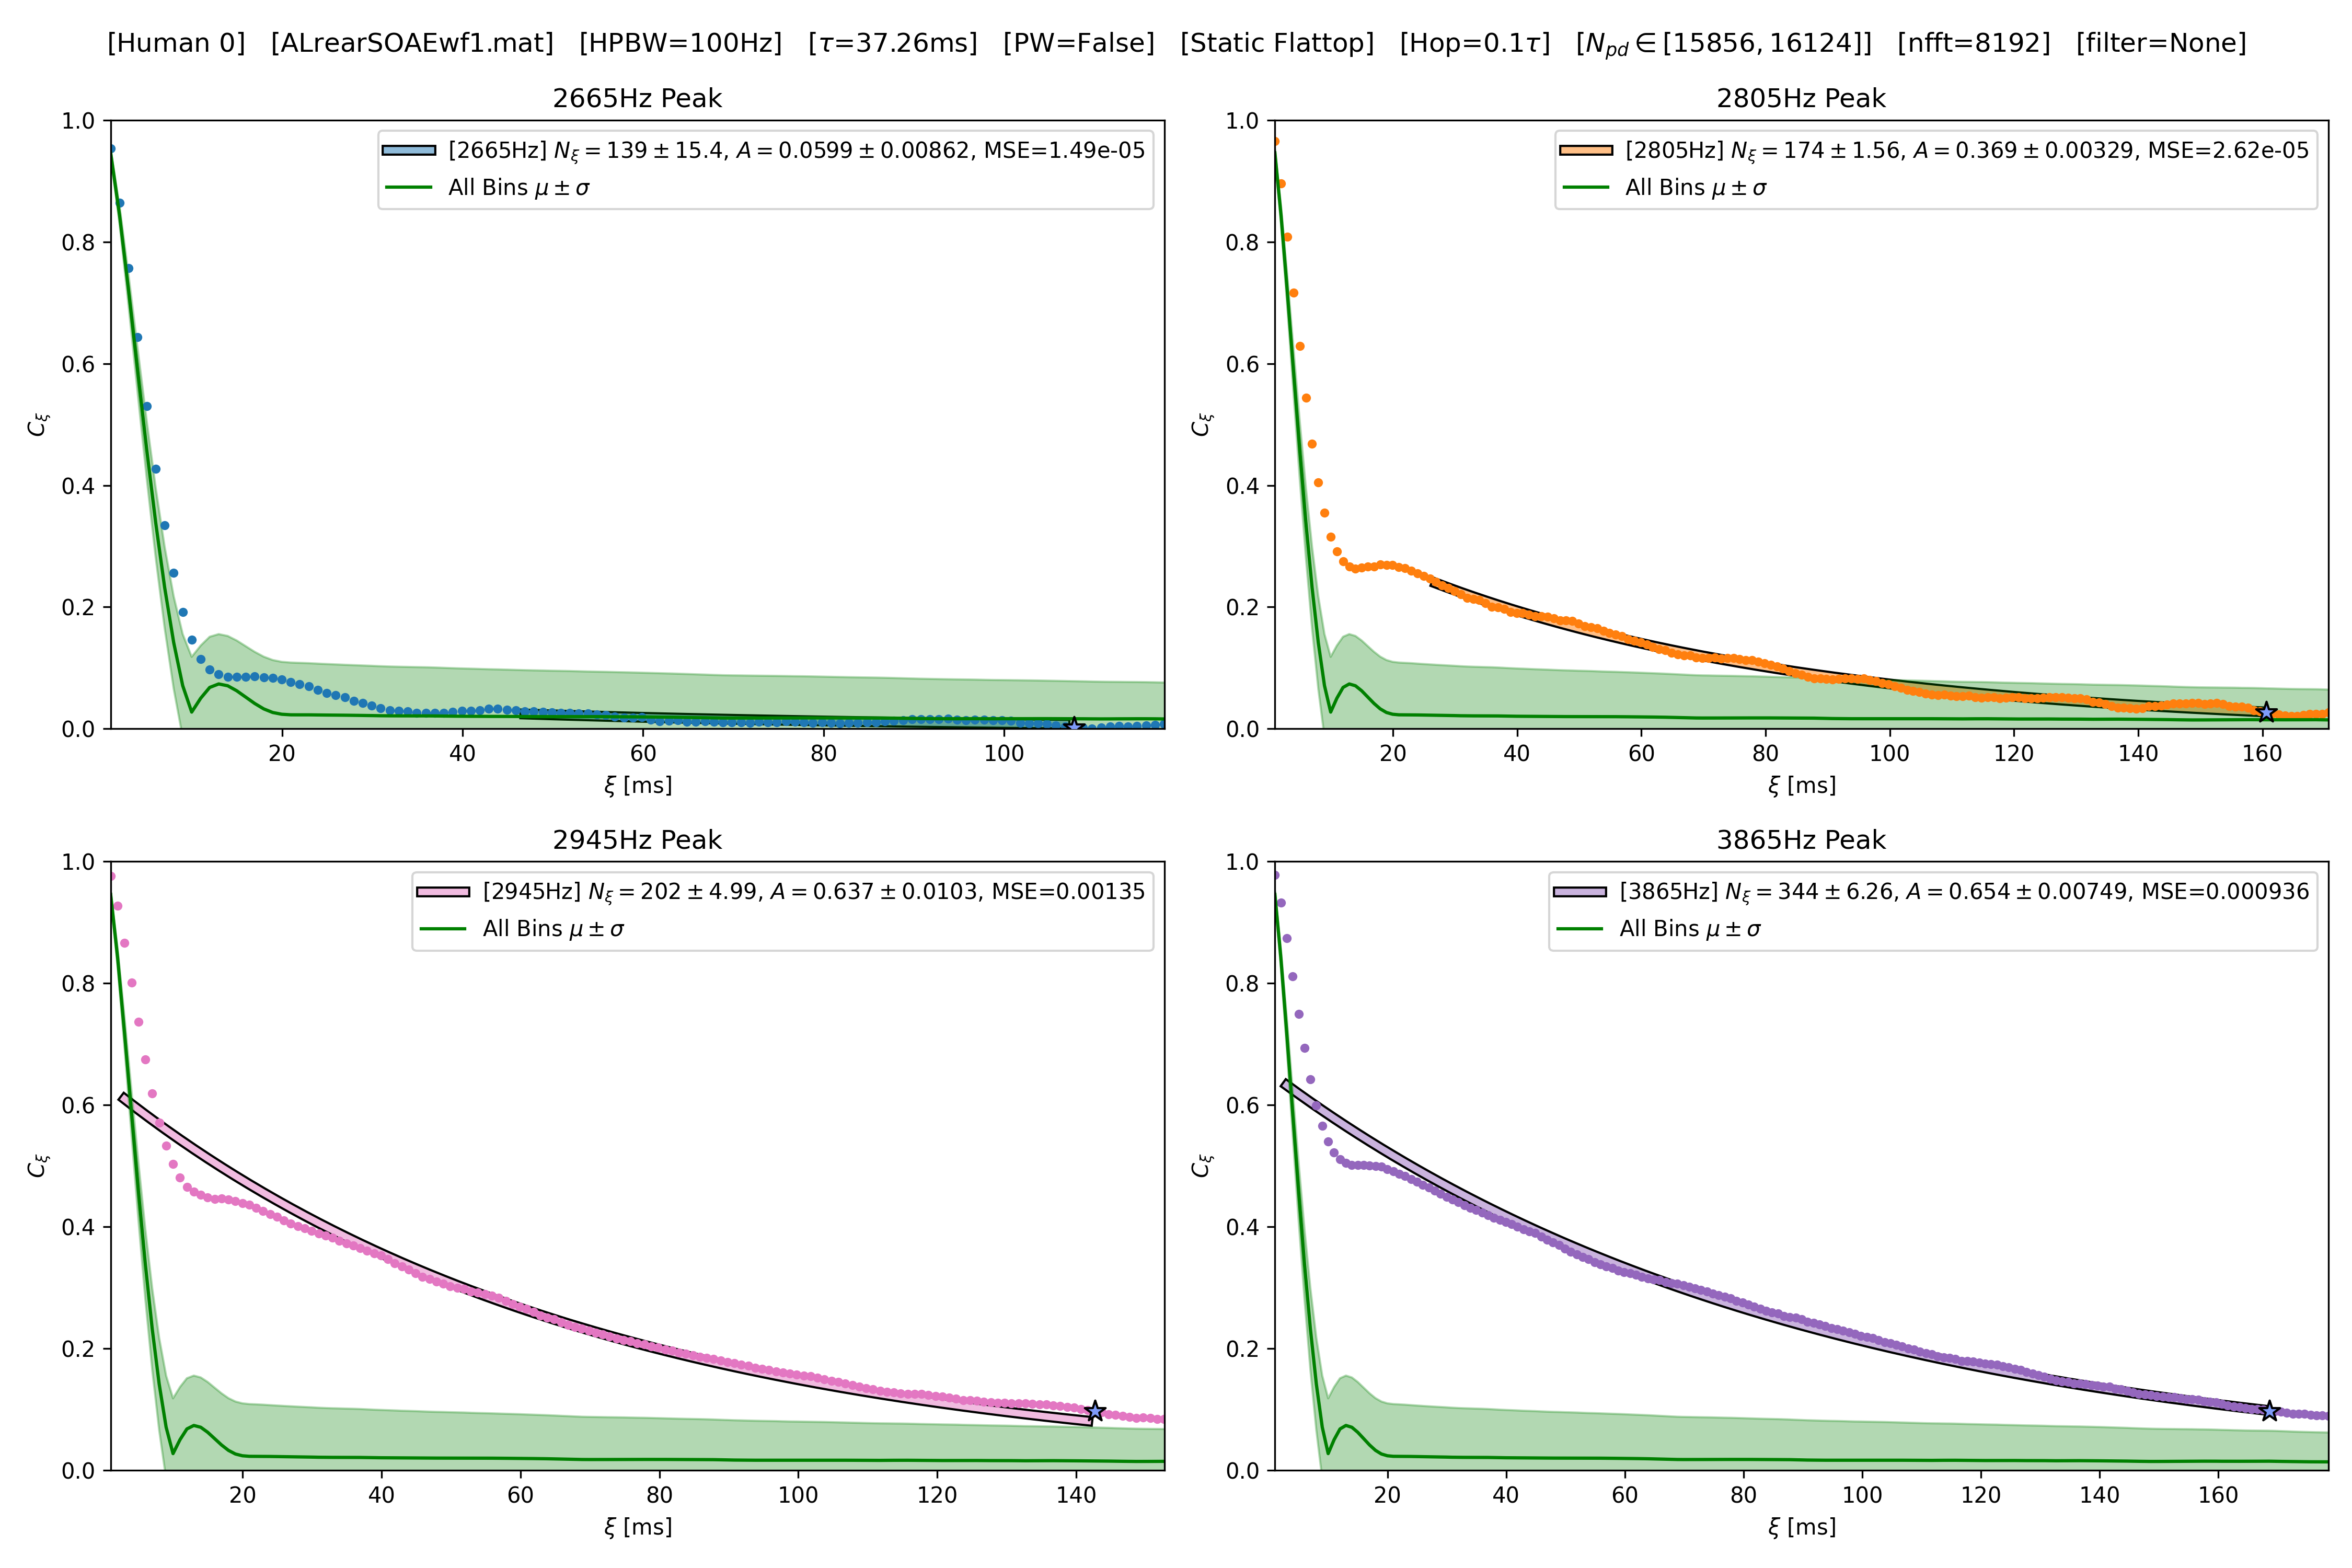 [Human 0]   [ALrearSOAEwf1.mat]   [HPBW=100Hz]   [τ=37.26ms]   [PW=False]   [Static Flattop]   [Hop=0.1τ]   [N_pd ∈ [15856, 16124]]   [nfft=8192]   [filter=None]
2665Hz Peak
[2665Hz] N_ξ = 139 ± 15.4, A = 0.0599 ± 0.00862, MSE=1.49e-05
All Bins μ ± σ
1.0
0.8
0.6
0.4
0.2
0.0
C_ξ
20 40 60 80 100
ξ [ms]
2805Hz Peak
[2805Hz] N_ξ = 174 ± 1.56, A = 0.369 ± 0.00329, MSE=2.62e-05
All Bins μ ± σ
1.0
0.8
0.6
0.4
0.2
0.0
C_ξ
20 40 60 80 100 120 140 160
ξ [ms]
2945Hz Peak
[2945Hz] N_ξ = 202 ± 4.99, A = 0.637 ± 0.0103, MSE=0.00135
All Bins μ ± σ
1.0
0.8
0.6
0.4
0.2
0.0
C_ξ
20 40 60 80 100 120 140
ξ [ms]
3865Hz Peak
[3865Hz] N_ξ = 344 ± 6.26, A = 0.654 ± 0.00749, MSE=0.000936
All Bins μ ± σ
1.0
0.8
0.6
0.4
0.2
0.0
C_ξ
20 40 60 80 100 120 140 160
ξ [ms]